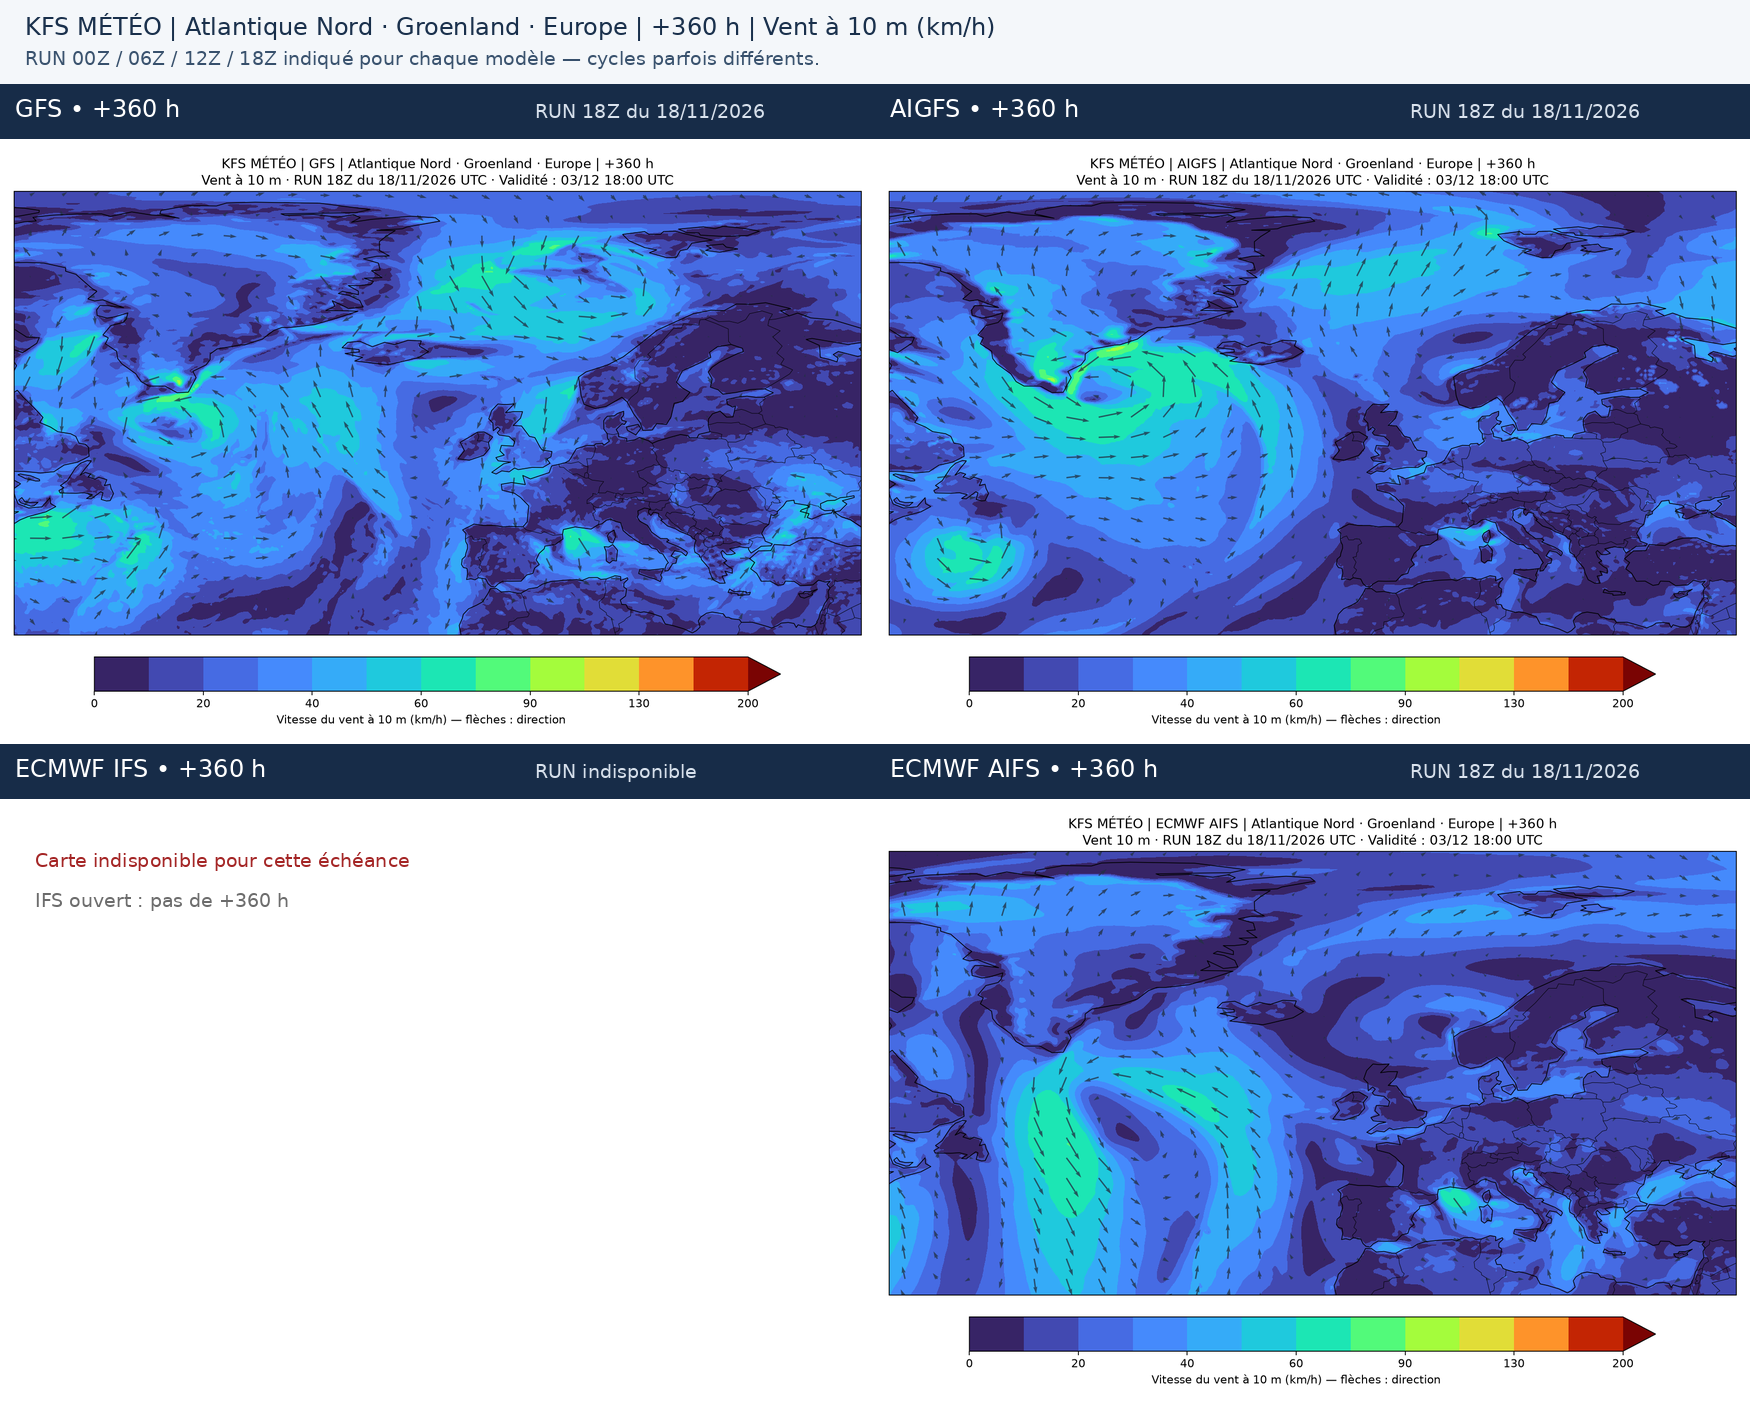 KFS MÉTÉO | Atlantique Nord · Groenland · Europe | +360 h | Vent à 10 m (km/h)
RUN 00Z / 06Z / 12Z / 18Z indiqué pour chaque modèle — cycles parfois différents.
GFS • +360 h
RUN 18Z du 18/11/2026
KFS MÉTÉO | GFS | Atlantique Nord · Groenland · Europe | +360 h
Vent à 10 m · RUN 18Z du 18/11/2026 UTC · Validité : 03/12 18:00 UTC
0 20 40 60 90 130 200
Vitesse du vent à 10 m (km/h) — flèches : direction
AIGFS • +360 h
RUN 18Z du 18/11/2026
KFS MÉTÉO | AIGFS | Atlantique Nord · Groenland · Europe | +360 h
Vent à 10 m · RUN 18Z du 18/11/2026 UTC · Validité : 03/12 18:00 UTC
0 20 40 60 90 130 200
Vitesse du vent à 10 m (km/h) — flèches : direction
ECMWF IFS • +360 h
RUN indisponible
Carte indisponible pour cette échéance
IFS ouvert : pas de +360 h
ECMWF AIFS • +360 h
RUN 18Z du 18/11/2026
KFS MÉTÉO | ECMWF AIFS | Atlantique Nord · Groenland · Europe | +360 h
Vent 10 m · RUN 18Z du 18/11/2026 UTC · Validité : 03/12 18:00 UTC
0 20 40 60 90 130 200
Vitesse du vent à 10 m (km/h) — flèches : direction